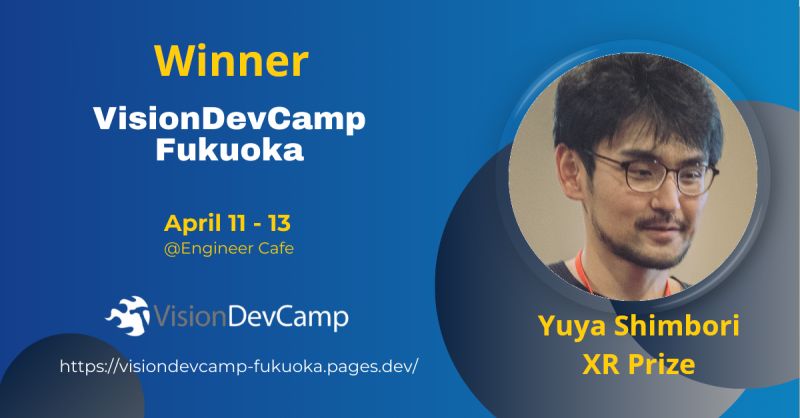 Winner
VisionDevCamp
Fukuoka
April 11 - 13
@Engineer Cafe
VisionDevCamp
https://visiondevcamp-fukuoka.pages.dev/
Yuya Shimbori
XR Prize